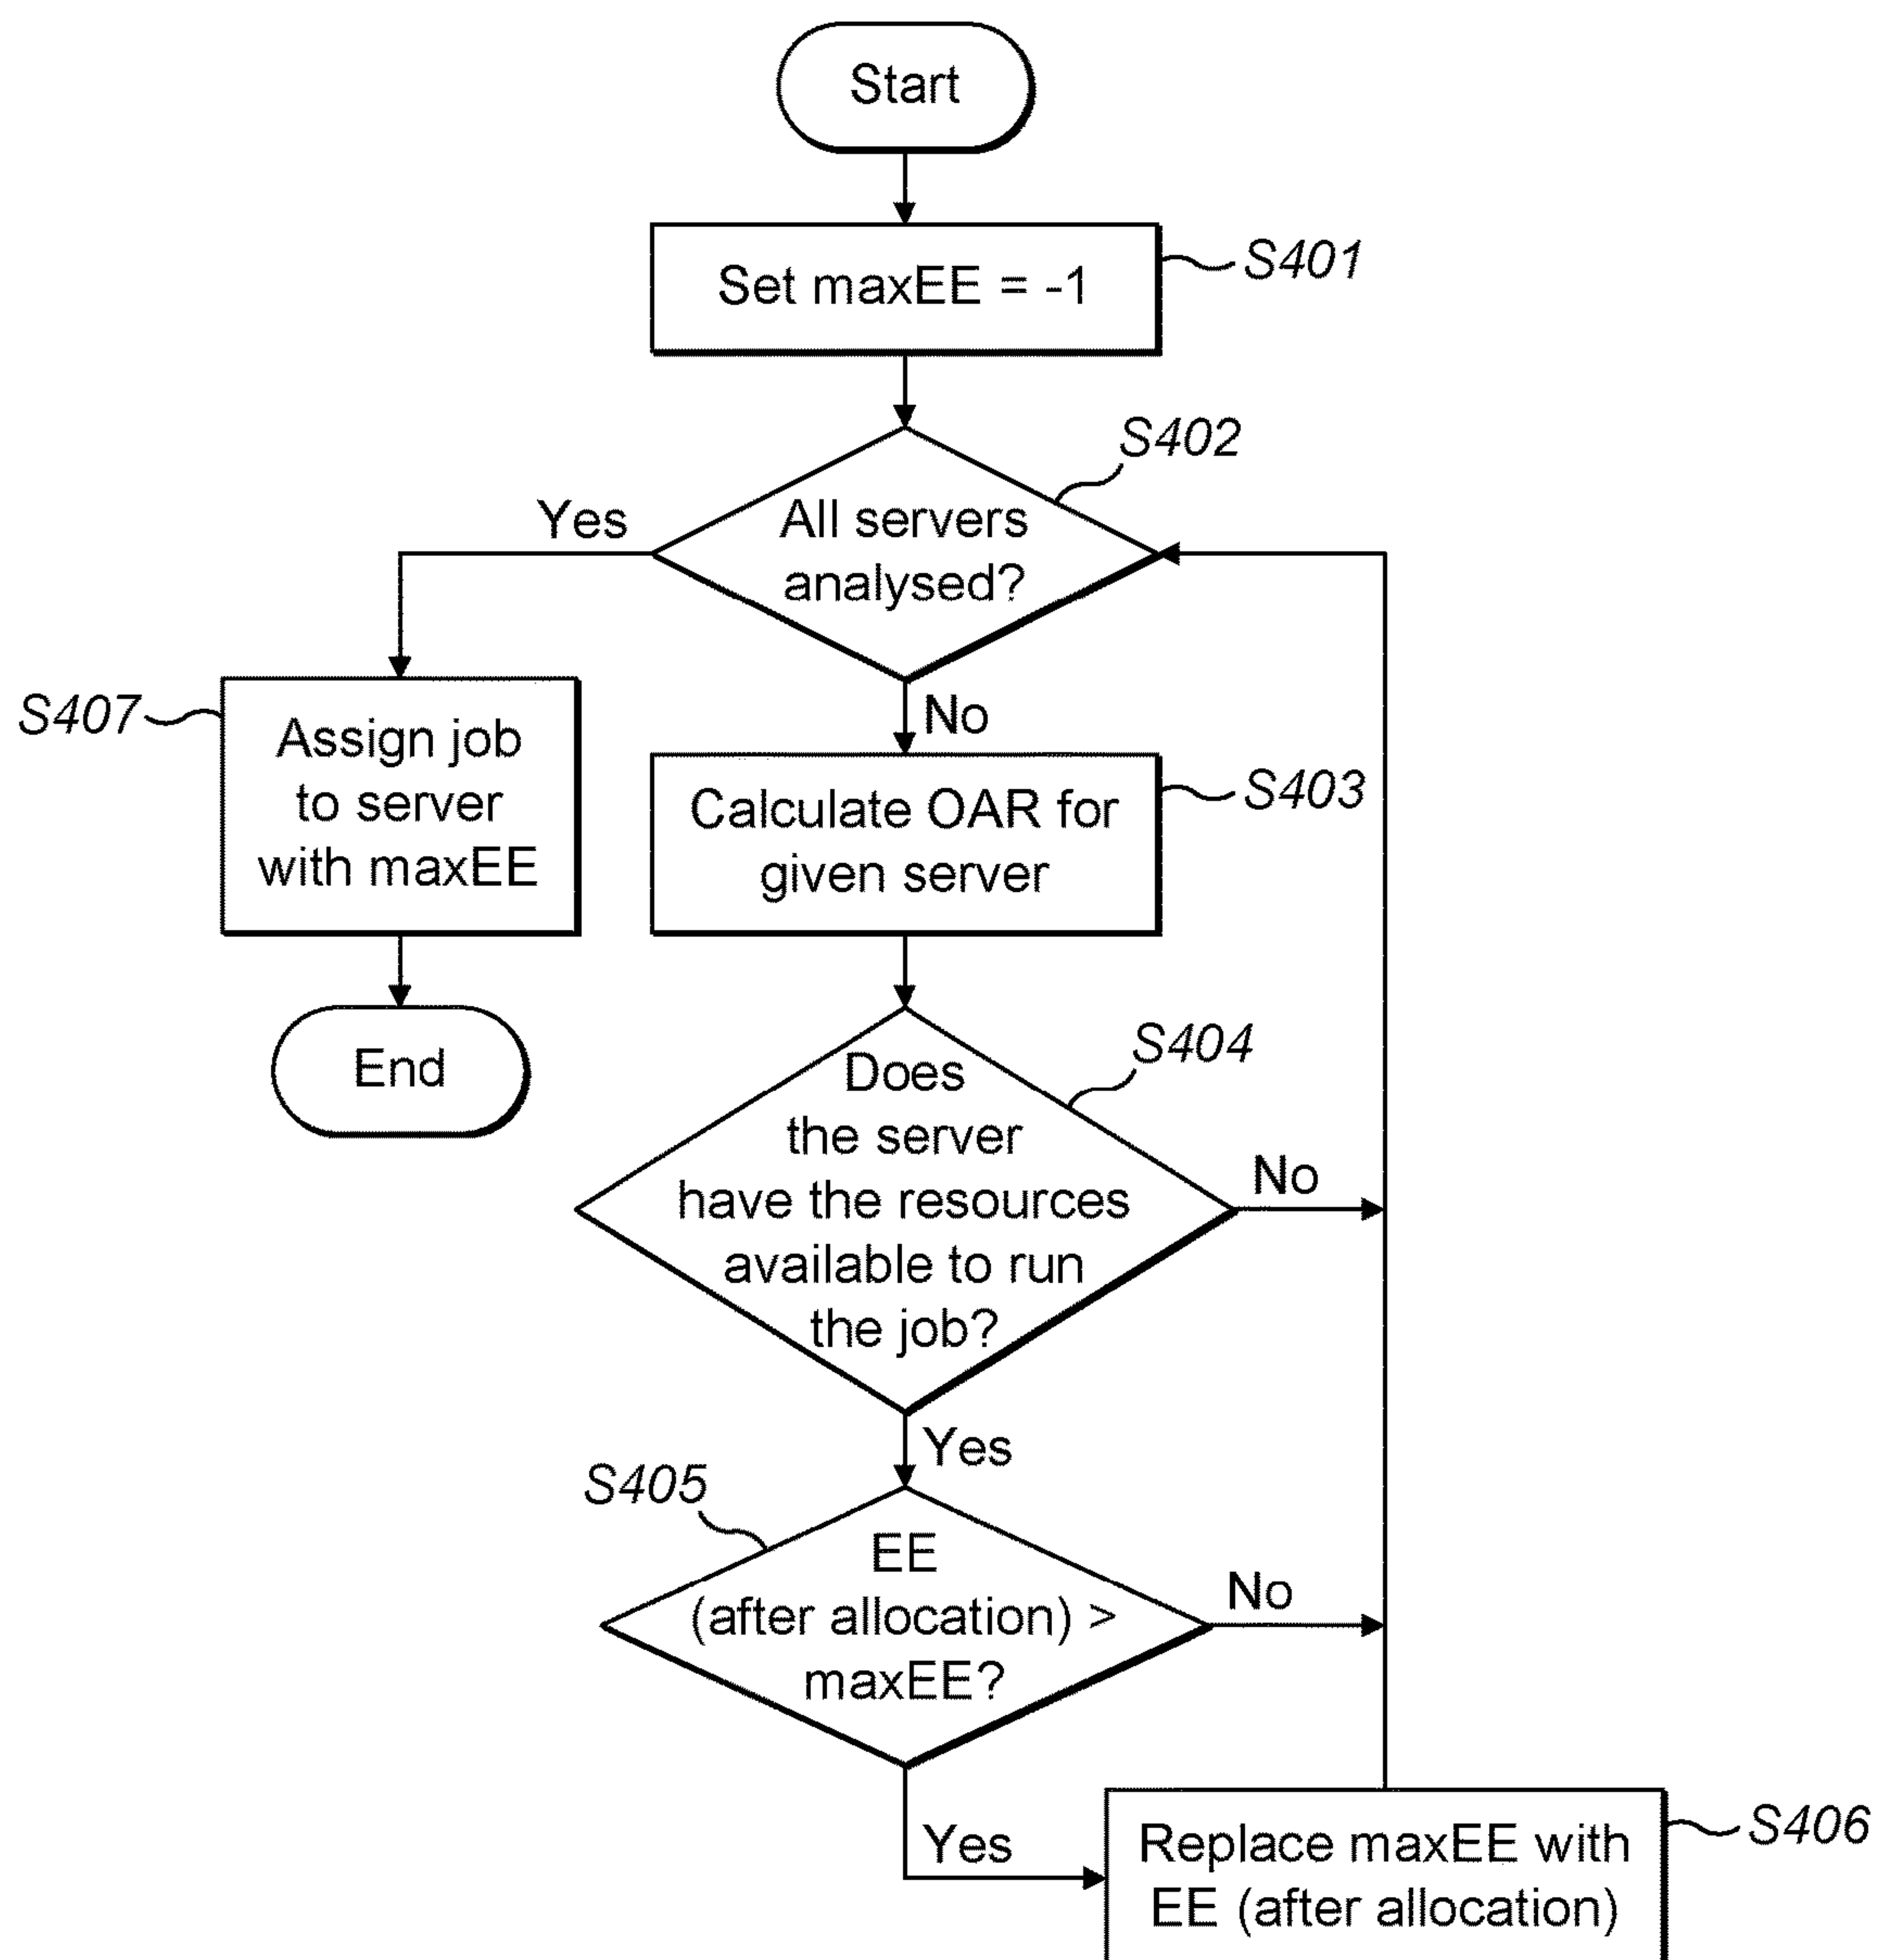 Start
Set maxEE = -1
S401
S402
All servers
analysed?
Yes
No
S407
Assign job
to server
with maxEE
End
Calculate OAR for
given server
S403
S404
Does
the server
have the resources
available to run
the job?
No
Yes
S405
EE
(after allocation) >
maxEE?
No
Yes
Replace maxEE with
EE (after allocation)
S406